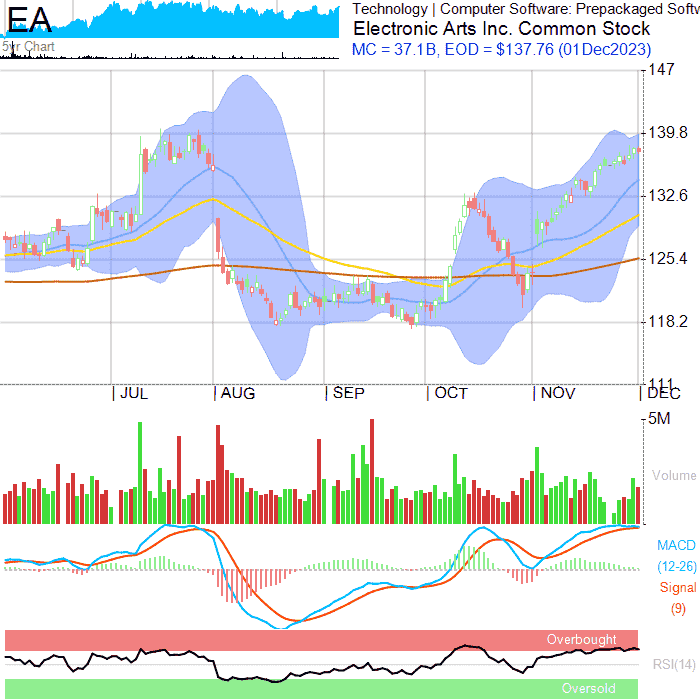 EA
5yr Chart
Technology | Computer Software: Prepackaged Softw
Electronic Arts Inc. Common Stock
MC = 37.1B, EOD = $137.76 (01Dec2023)
147
139.8
132.6
125.4
118.2
111
| JUL | AUG | SEP | OCT | NOV | DEC
5M
Volume
MACD
(12-26)
Signal
(9)
Overbought
RSI(14)
Oversold